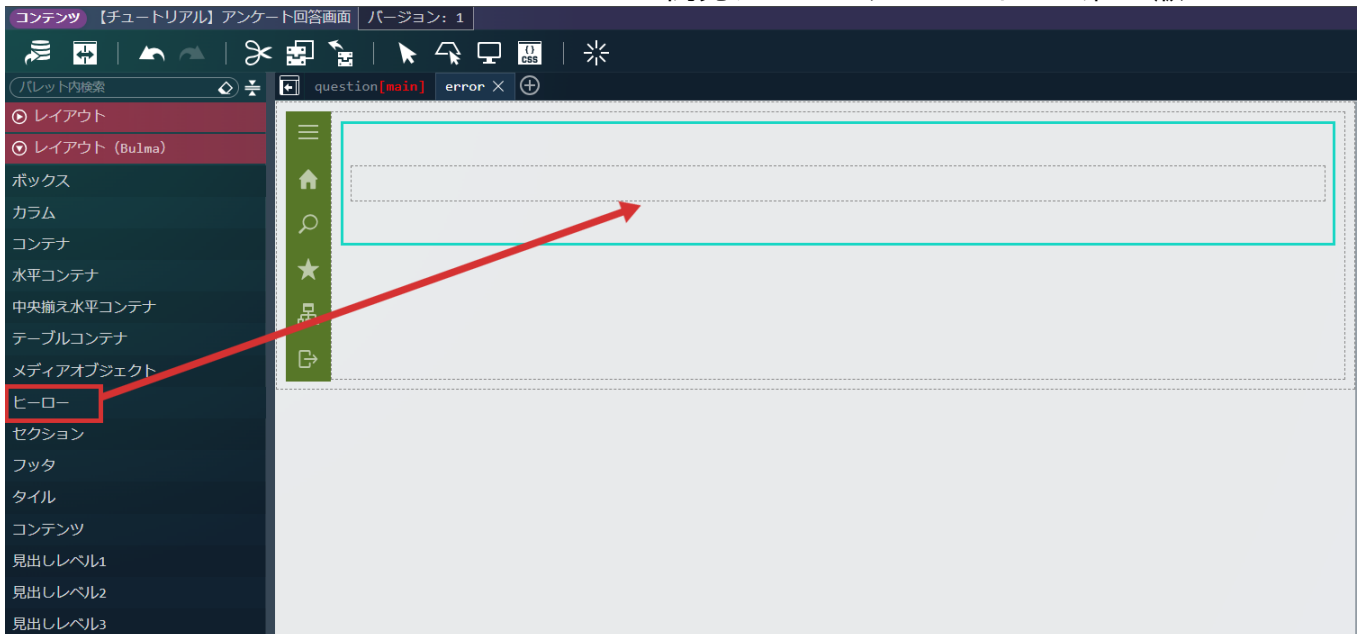 コンテンツ 【チュートリアル】アンケート回答画面 バージョン: 1
{} CSS
パレット内検索 question[main] error
レイアウト
レイアウト (Bulma)
ボックス
カラム
コンテナ
水平コンテナ
中央揃え水平コンテナ
テーブルコンテナ
メディアオブジェクト
ヒーロー
セクション
フッタ
タイル
コンテンツ
見出しレベル1
見出しレベル2
見出しレベル3